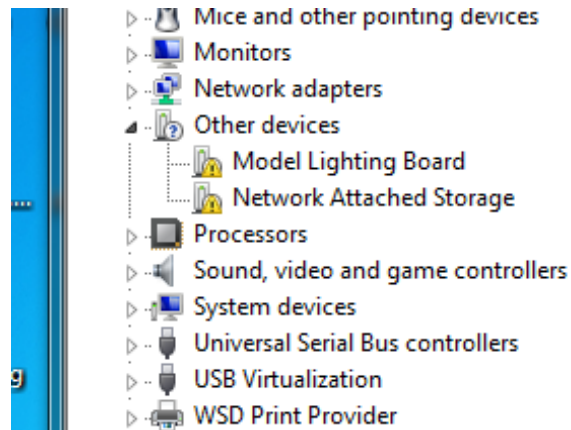 Mice and other pointing devices
Monitors
Network adapters
Other devices
Model Lighting Board
Network Attached Storage
Processors
Sound, video and game controllers
System devices
Universal Serial Bus controllers
USB Virtualization
WSD Print Provider